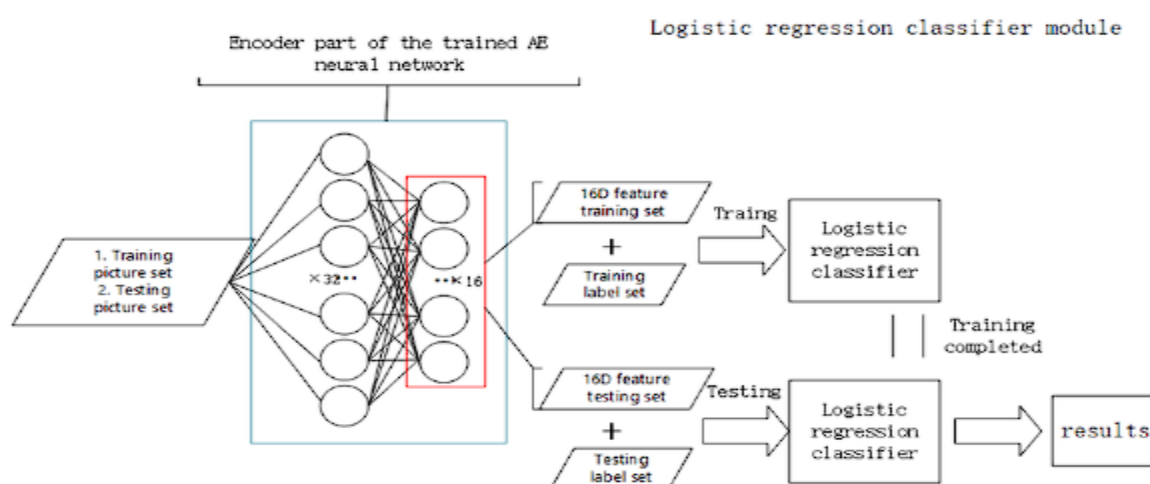 Logistic regression classifier module
Encoder part of the trained AE
neural network
1. Training
picture set
2. Testing
picture set
×32••
••×16
16D feature
training set
+
Training
label set
Traing
Logistic
regression
classifier
Training
completed
16D feature
testing set
+
Testing
label set
Testing
Logistic
regression
classifier
results